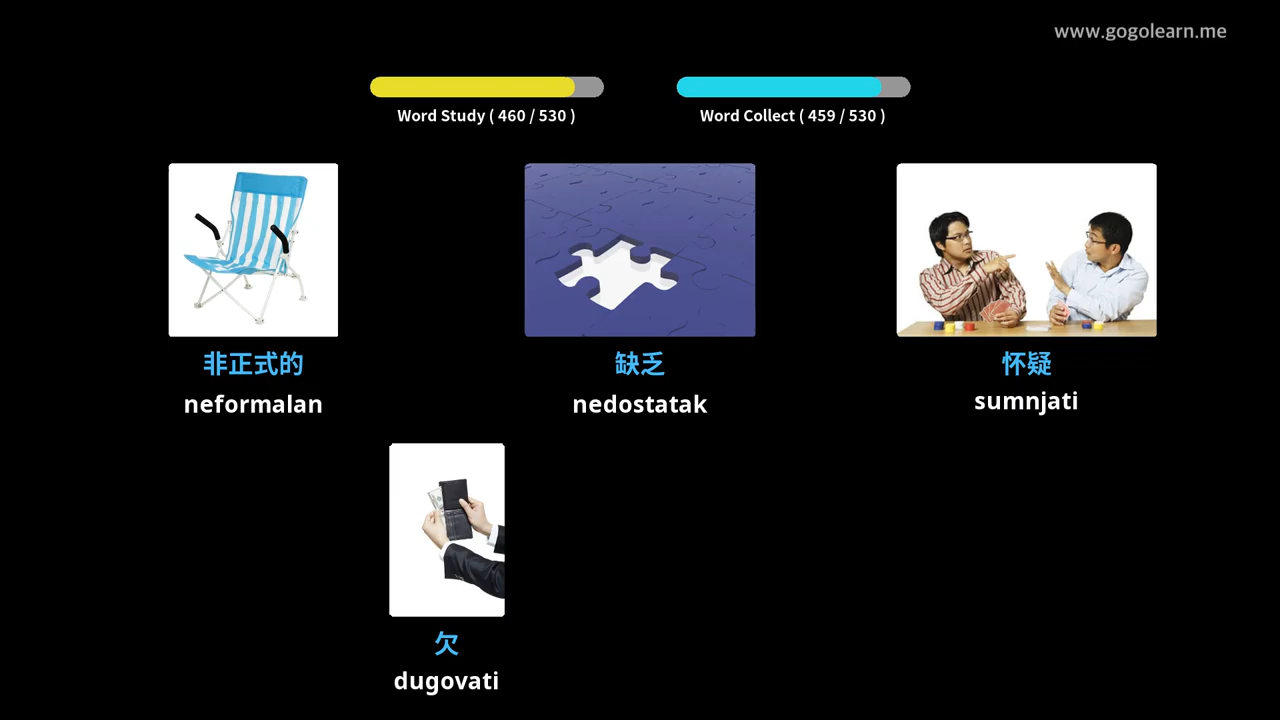 www.gogolearn.me
Word Study ( 460 / 530 )
Word Collect ( 459 / 530 )
非正式的
neformalan
缺乏
nedostatak
怀疑
sumnjati
欠
dugovati